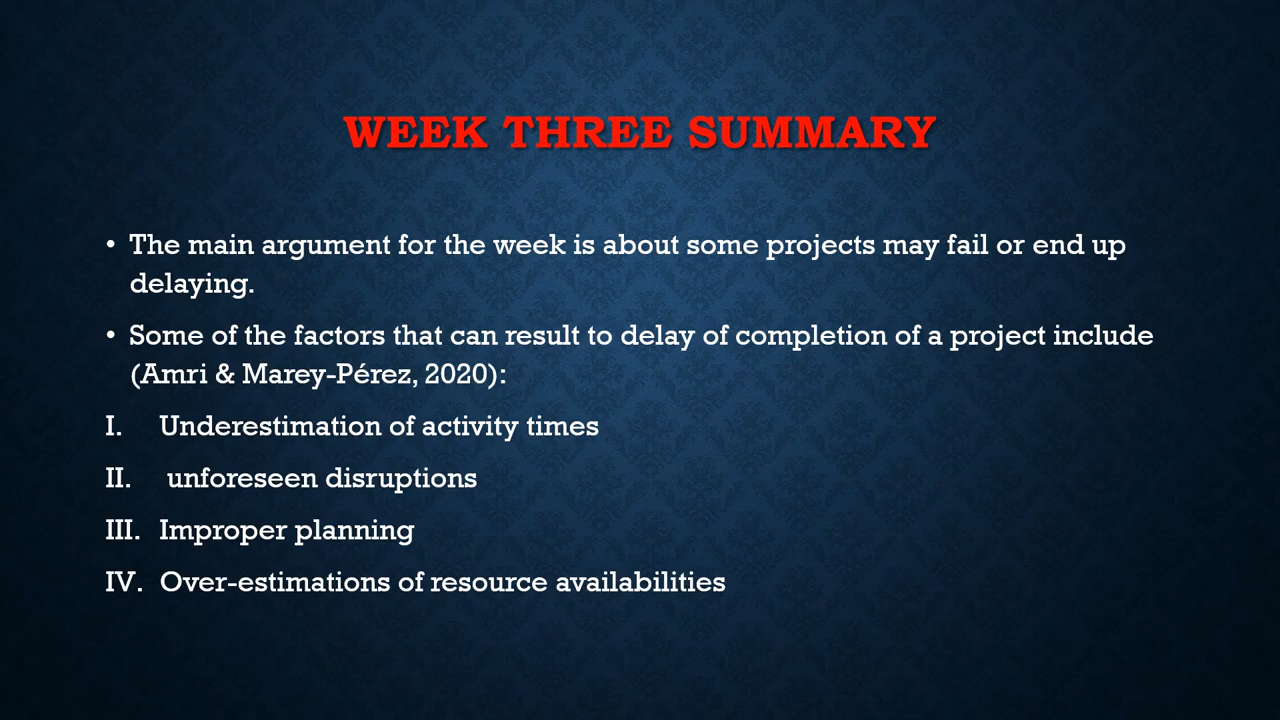 WEEK THREE SUMMARY
• The main argument for the week is about some projects may fail or end up
delaying.
• Some of the factors that can result to delay of completion of a project include
(Amri & Marey-Pérez, 2020):
I. Underestimation of activity times
II. unforeseen disruptions
III. Improper planning
IV. Over-estimations of resource availabilities